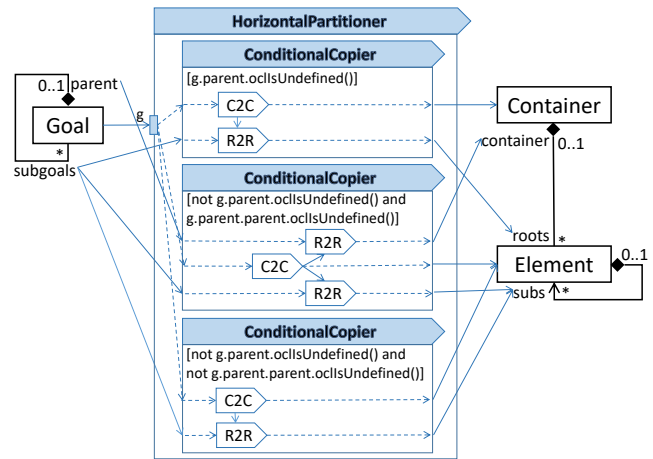 HorizontalPartitioner
ConditionalCopier
[g.parent.oclIsUndefined()]
C2C
R2R
0..1
parent
Goal
*
subgoals
g
ConditionalCopier
[not g.parent.oclIsUndefined() and
g.parent.parent.oclIsUndefined()]
R2R
C2C
R2R
ConditionalCopier
[not g.parent.oclIsUndefined() and
not g.parent.parent.oclIsUndefined()]
C2C
R2R
Container
container
0..1
roots
*
Element
0..1
subs
*